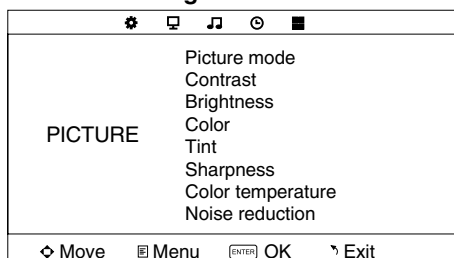 Picture mode
Contrast
Brightness
Color
PICTURE
Tint
Sharpness
Color temperature
Noise reduction
Move Menu ENTER OK Exit